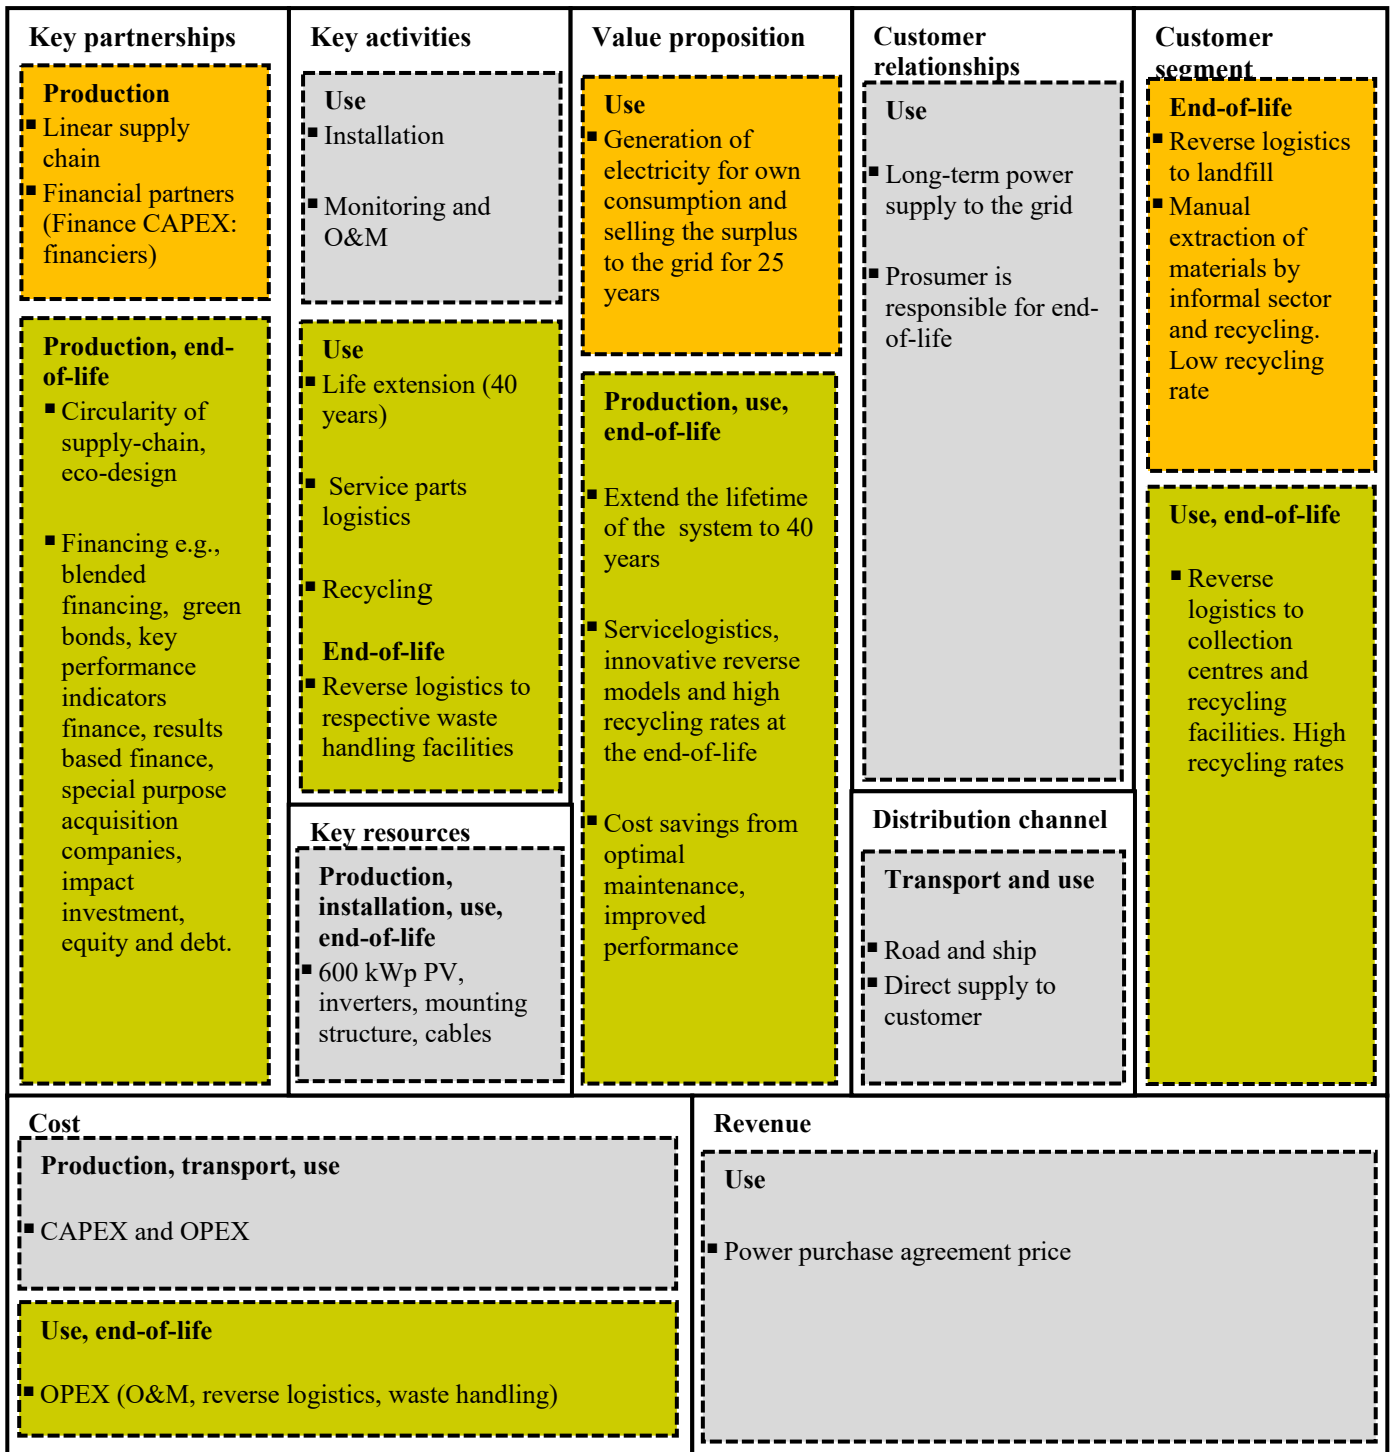 Key partnerships
Production
▪ Linear supply
chain
▪ Financial partners
(Finance CAPEX:
financiers)
Production, end-
of-life
▪ Circularity of
supply-chain,
eco-design
▪ Financing e.g.,
blended
financing, green
bonds, key
performance
indicators
finance, results
based finance,
special purpose
acquisition
companies,
impact
investment,
equity and debt.
Key activities
Use
▪ Installation
▪ Monitoring and
O&M
Use
▪ Life extension (40
years)
▪ Service parts
logistics
▪ Recycling
End-of-life
▪ Reverse logistics to
respective waste
handling facilities
Key resources
Production,
installation, use,
end-of-life
▪ 600 kWp PV,
inverters, mounting
structure, cables
Value proposition
Use
▪ Generation of
electricity for own
consumption and
selling the surplus
to the grid for 25
years
Production, use,
end-of-life
▪ Extend the lifetime
of the system to 40
years
▪ Servicelogistics,
innovative reverse
models and high
recycling rates at
the end-of-life
▪ Cost savings from
optimal
maintenance,
improved
performance
Customer
relationships
Use
▪ Long-term power
supply to the grid
▪ Prosumer is
responsible for end-
of-life
Distribution channel
Transport and use
▪ Road and ship
▪ Direct supply to
customer
Customer
segment
End-of-life
▪ Reverse logistics
to landfill
▪ Manual
extraction of
materials by
informal sector
and recycling.
Low recycling
rate
Use, end-of-life
▪ Reverse
logistics to
collection
centres and
recycling
facilities. High
recycling rates
Cost
Production, transport, use
▪ CAPEX and OPEX
Use, end-of-life
▪ OPEX (O&M, reverse logistics, waste handling)
Revenue
Use
▪ Power purchase agreement price